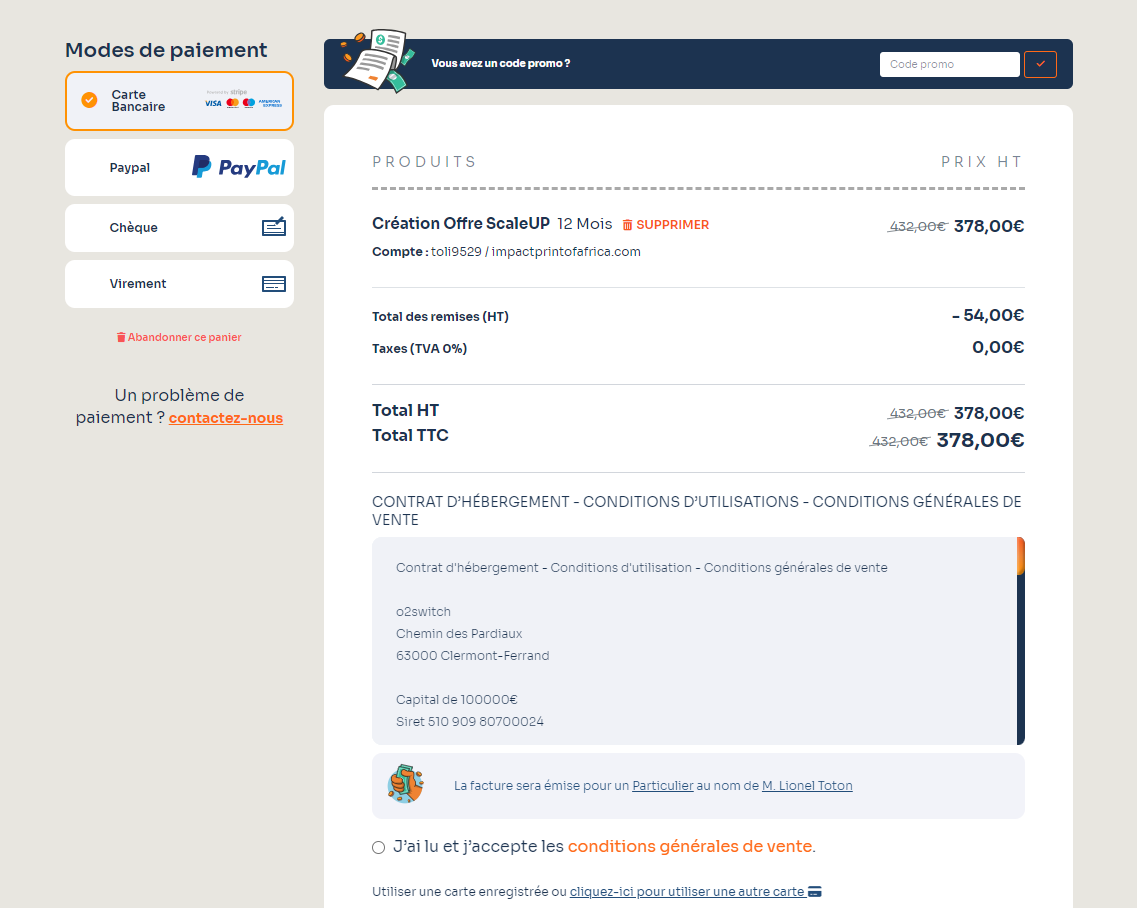 Modes de paiement
Carte
Bancaire
Powered by stripe
VISA
AMERICAN
EXPRESS
Paypal
PayPal
Chèque
Virement
Abandonner ce panier
Un problème de
paiement ? contactez-nous
Vous avez un code promo ?
Code promo
PRODUITS
PRIX HT
Création Offre ScaleUP 12 Mois SUPPRIMER
432,00€ 378,00€
Compte : toli9529 / impactprintofafrica.com
Total des remises (HT)
- 54,00€
Taxes (TVA 0%)
0,00€
Total HT
432,00€ 378,00€
Total TTC
432,00€ 378,00€
CONTRAT D’HÉBERGEMENT - CONDITIONS D’UTILISATIONS - CONDITIONS GÉNÉRALES DE
VENTE
Contrat d'hébergement - Conditions d'utilisation - Conditions générales de vente
o2switch
Chemin des Pardiaux
63000 Clermont-Ferrand
Capital de 100000€
Siret 510 909 80700024
La facture sera émise pour un Particulier au nom de M. Lionel Toton
J’ai lu et j’accepte les conditions générales de vente.
Utiliser une carte enregistrée ou cliquez-ici pour utiliser une autre carte